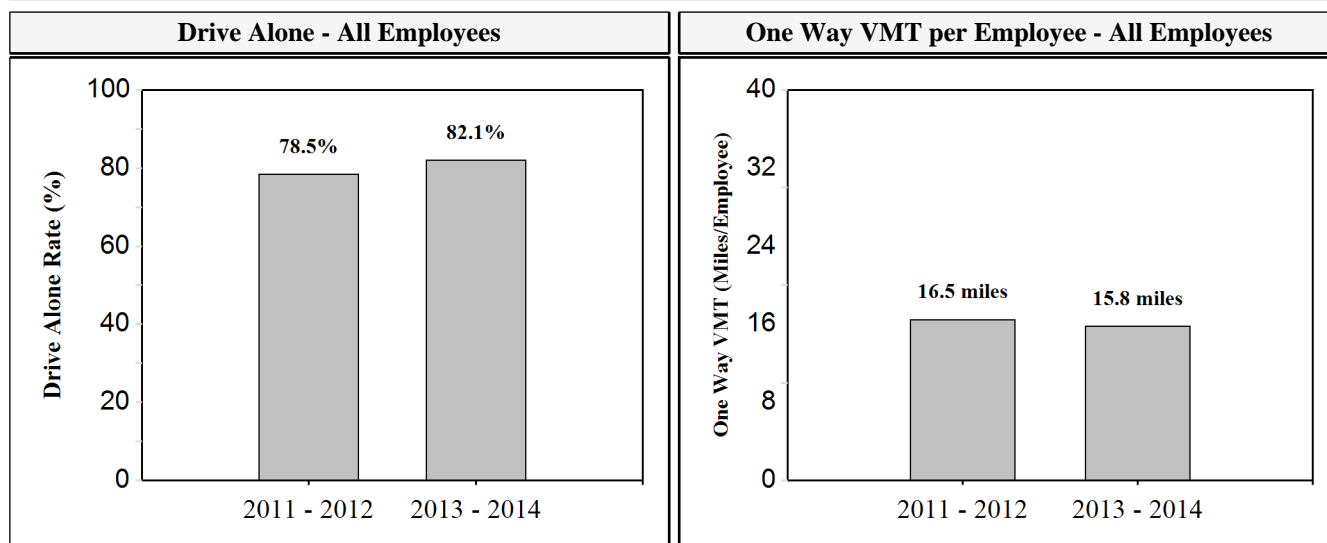 Drive Alone - All Employees
One Way VMT per Employee - All Employees
Drive Alone Rate (%)
100
80
60
40
20
0
78.5%
82.1%
2011 - 2012
2013 - 2014
One Way VMT (Miles/Employee)
40
32
24
16
8
0
16.5 miles
15.8 miles
2011 - 2012
2013 - 2014